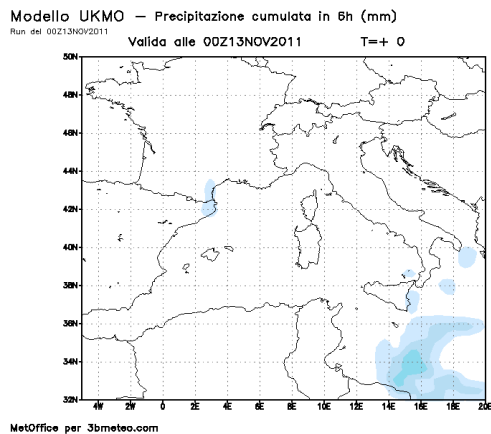 Modello UKMO – Precipitazione cumulata in 6h (mm)
Run del 00Z13NOV2011
Valida alle 00Z13NOV2011 T=+ 0
50N
48N
46N
44N
42N
40N
38N
36N
34N
32N
4W 2W 0 2E 4E 6E 8E 10E 12E 14E 16E 18E 20E
MetOffice per 3bmeteo.com